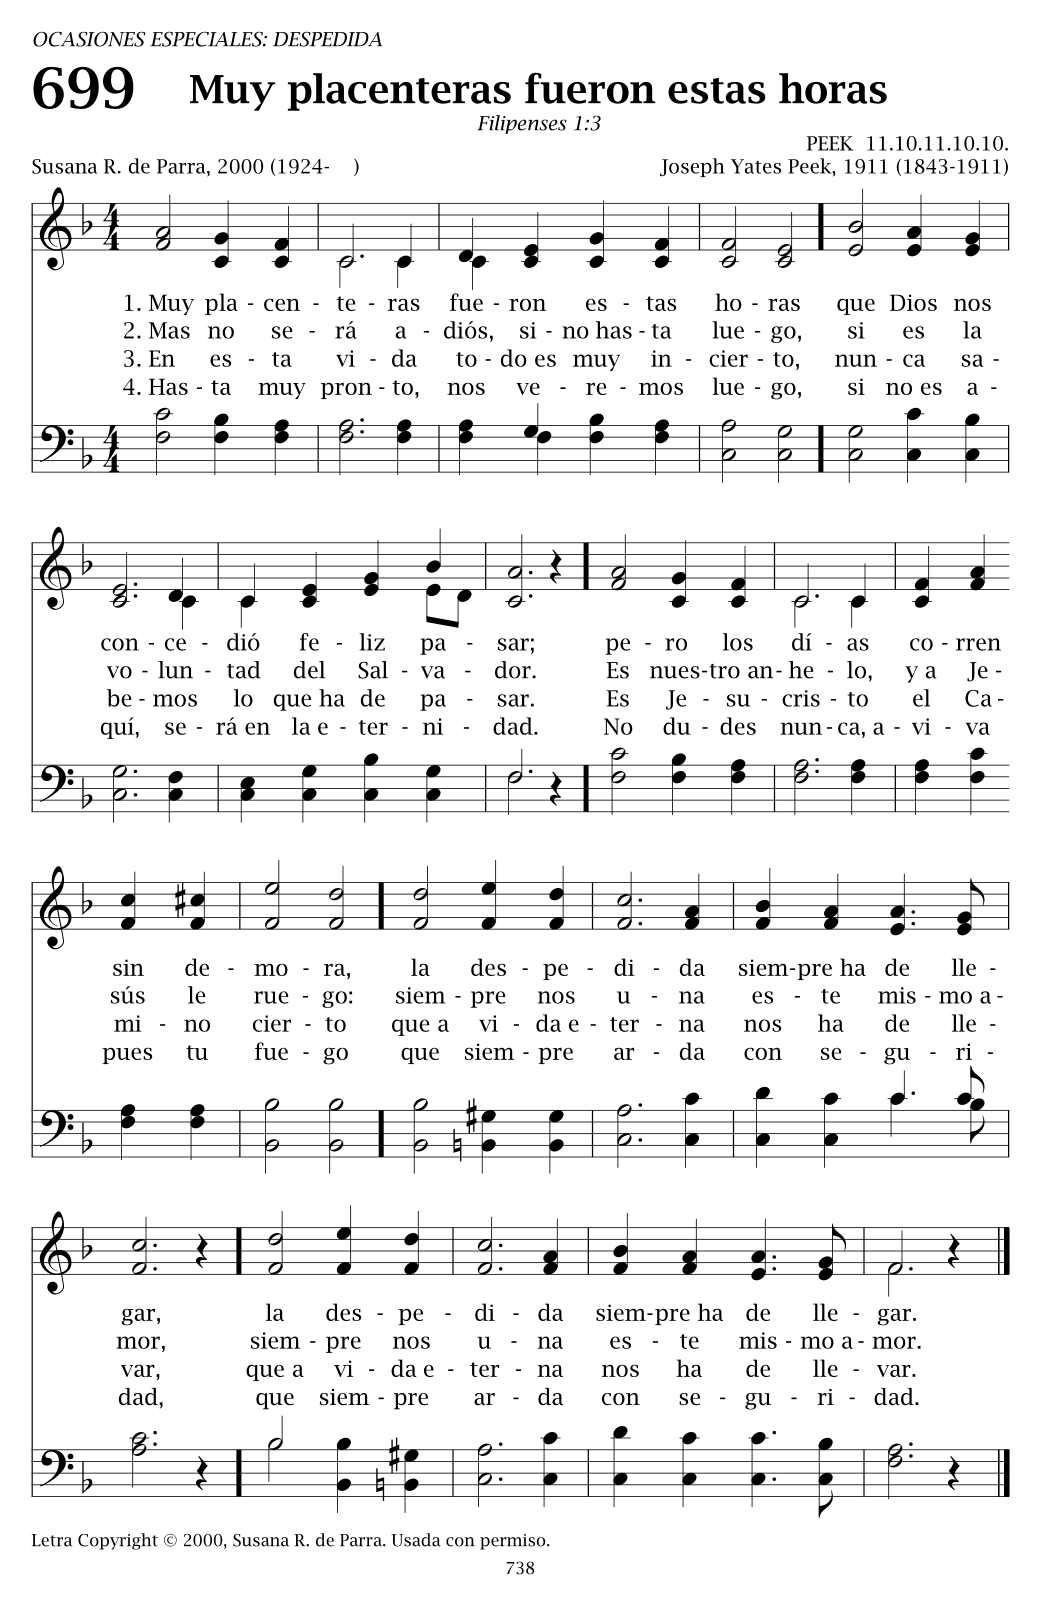 OCASIONES ESPECIALES: DESPEDIDA
699 Muy placenteras fueron estas horas
Filipenses 1:3
PEEK 11.10.11.10.10.
Susana R. de Parra, 2000 (1924- ) Joseph Yates Peek, 1911 (1843-1911)
1. Muy pla - cen - te - ras fue - ron es - tas ho - ras que Dios nos
2. Mas no se - rá a - diós, si - no has - ta lue - go, si es la
3. En es - ta vi - da to - do es muy in - cier - to, nun - ca sa -
4. Has - ta muy pron - to, nos ve - re - mos lue - go, si no es a -
con - ce - dió fe - liz pa - sar; pe - ro los dí - as co - rren
vo - lun - tad del Sal - va - dor. Es nues - tro an - he - lo, y a Je -
be - mos lo que ha de pa - sar. Es Je - su - cris - to el Ca -
quí, se - rá en la e - ter - ni - dad. No du - des nun - ca, a - vi - va
sin de - mo - ra, la des - pe - di - da siem - pre ha de lle -
sús le rue - go: siem - pre nos u - na es - te mis - mo a -
mi - no cier - to que a vi - da e - ter - na nos ha de lle -
pues tu fue - go que siem - pre ar - da con se - gu - ri -
gar, la des - pe - di - da siem - pre ha de lle - gar.
mor, siem - pre nos u - na es - te mis - mo a - mor.
var, que a vi - da e - ter - na nos ha de lle - var.
dad, que siem - pre ar - da con se - gu - ri - dad.
Letra Copyright © 2000, Susana R. de Parra. Usada con permiso.
738